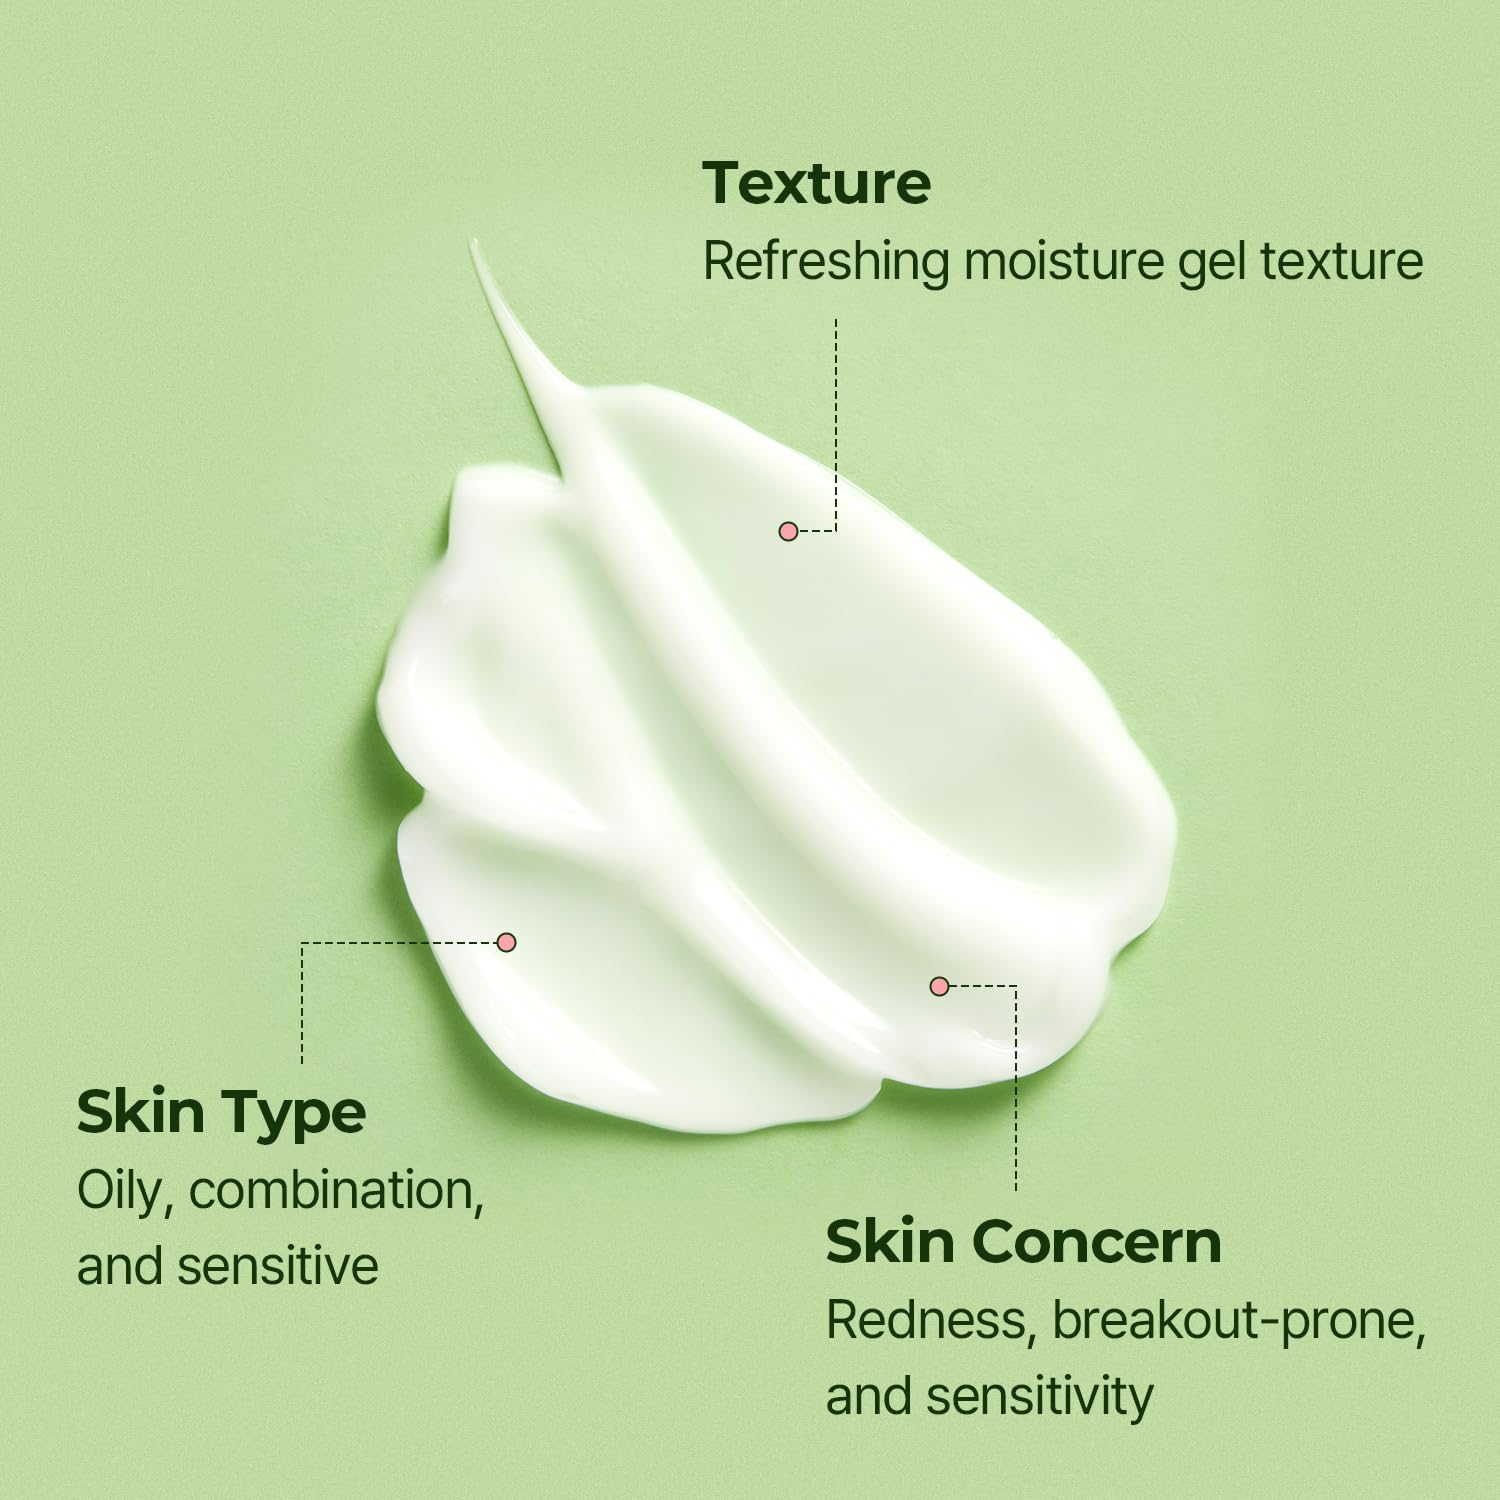 Texture
Refreshing moisture gel texture
Skin Type
Oily, combination,
and sensitive
Skin Concern
Redness, breakout-prone,
and sensitivity